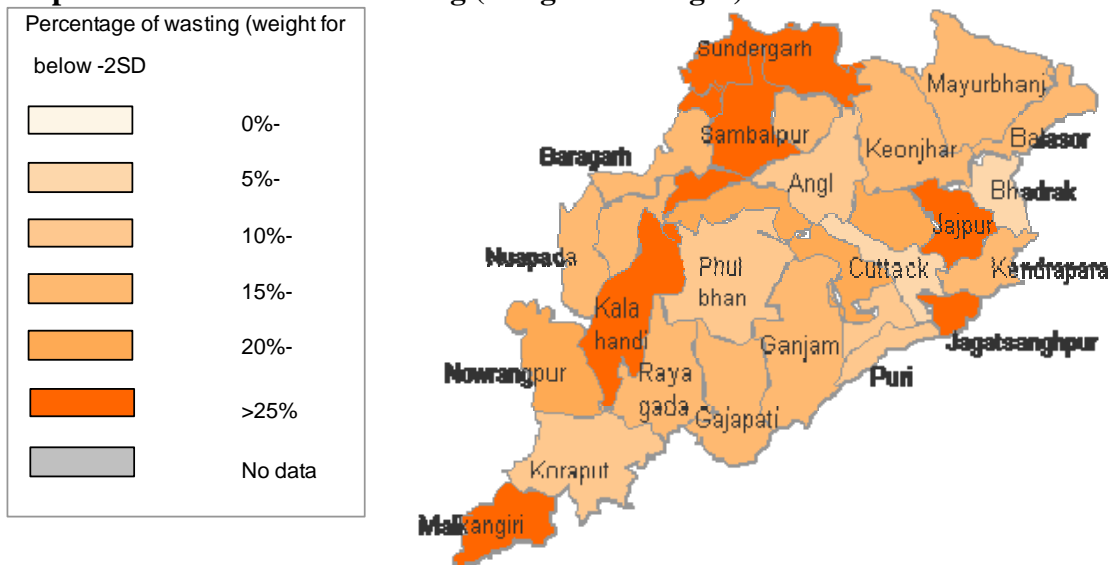 Percentage of wasting (weight for
below -2SD
0%-
5%-
10%-
15%-
20%-
>25%
No data
Sundergarh
Mayurbhanj
Sambalpur
Keonjhar
Balasor
Baragarh
Angl
Bhadrak
Jajpur
Nuapada
Phul
bhan
Cuttack
Kendrapara
Kala
handi
Ganjam
Jagatsanghpur
Nowrangpur
Raya
gada
Puri
Gajapati
Koraput
Malkangiri